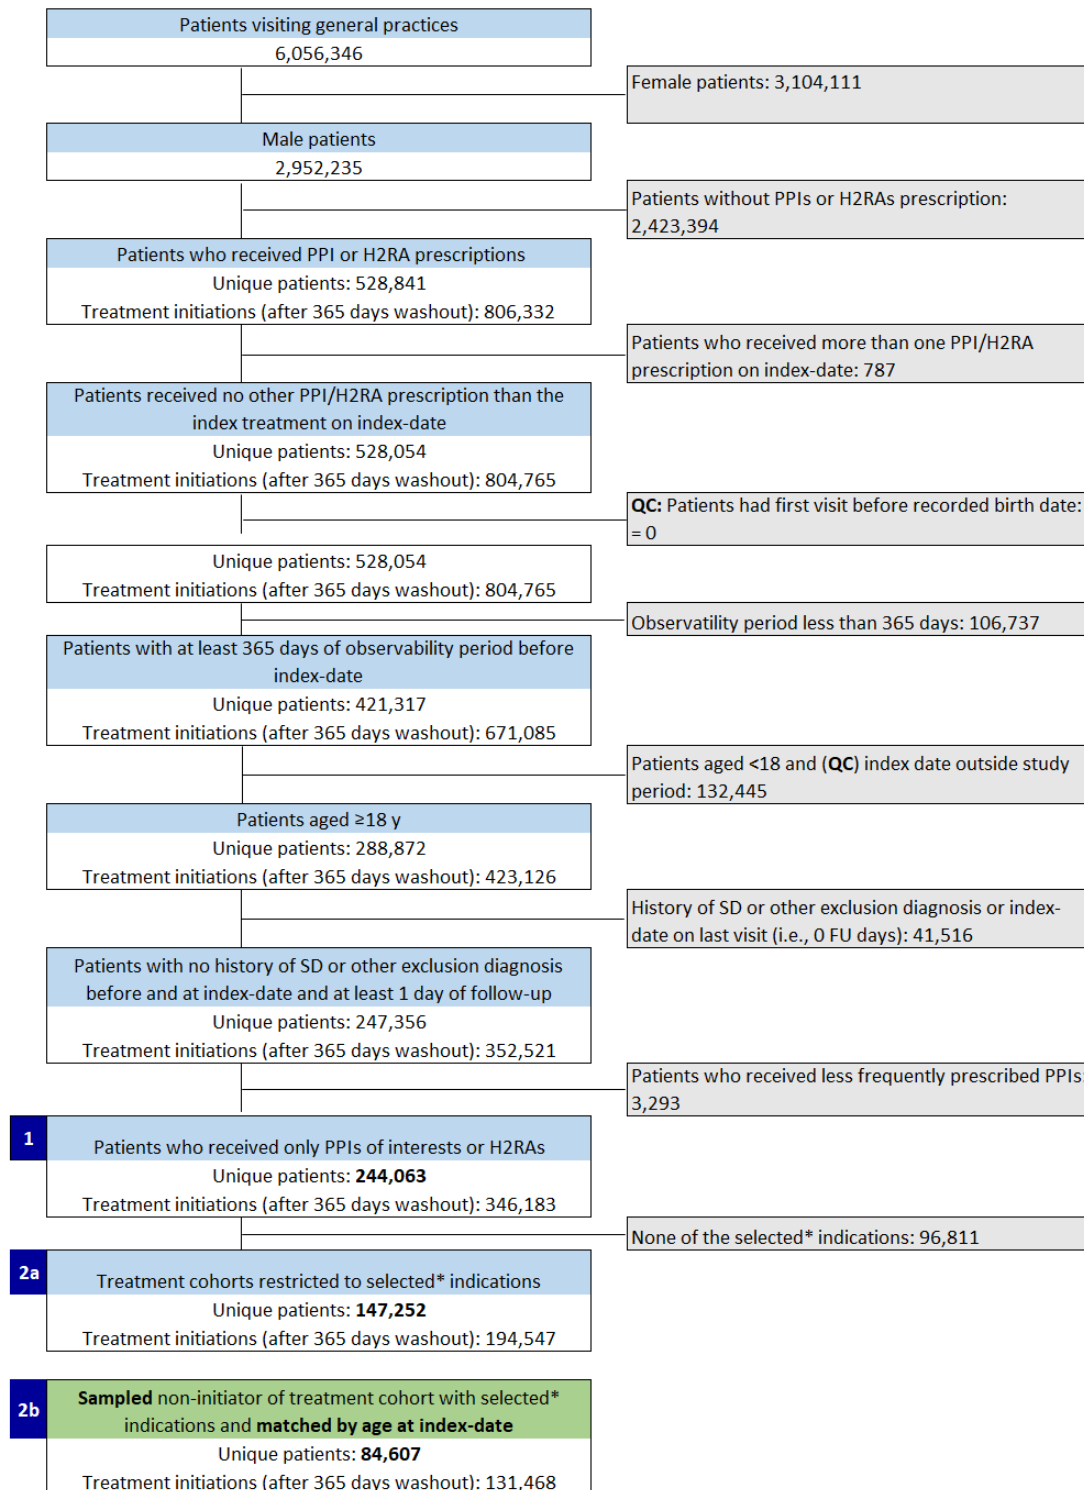 Patients visiting general practices
6,056,346
Female patients: 3,104,111
Male patients
2,952,235
Patients without PPIs or H2RAs prescription:
2,423,394
Patients who received PPI or H2RA prescriptions
Unique patients: 528,841
Treatment initiations (after 365 days washout): 806,332
Patients who received more than one PPI/H2RA
prescription on index-date: 787
Patients received no other PPI/H2RA prescription than the
index treatment on index-date
Unique patients: 528,054
Treatment initiations (after 365 days washout): 804,765
QC: Patients had first visit before recorded birth date:
= 0
Unique patients: 528,054
Treatment initiations (after 365 days washout): 804,765
Observatility period less than 365 days: 106,737
Patients with at least 365 days of observability period before
index-date
Unique patients: 421,317
Treatment initiations (after 365 days washout): 671,085
Patients aged <18 and (QC) index date outside study
period: 132,445
Patients aged ≥18 y
Unique patients: 288,872
Treatment initiations (after 365 days washout): 423,126
History of SD or other exclusion diagnosis or index-
date on last visit (i.e., 0 FU days): 41,516
Patients with no history of SD or other exclusion diagnosis
before and at index-date and at least 1 day of follow-up
Unique patients: 247,356
Treatment initiations (after 365 days washout): 352,521
Patients who received less frequently prescribed PPIs:
3,293
1
Patients who received only PPIs of interests or H2RAs
Unique patients: 244,063
Treatment initiations (after 365 days washout): 346,183
None of the selected* indications: 96,811
2a
Treatment cohorts restricted to selected* indications
Unique patients: 147,252
Treatment initiations (after 365 days washout): 194,547
2b
Sampled non-initiator of treatment cohort with selected*
indications and matched by age at index-date
Unique patients: 84,607
Treatment initiations (after 365 days washout): 131,468